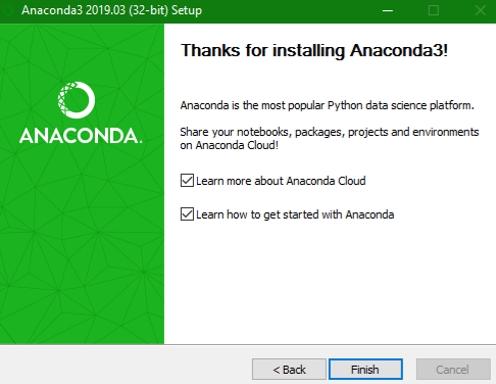 Anaconda3 2019.03 (32-bit) Setup
Thanks for installing Anaconda3!
ANACONDA.
Anaconda is the most popular Python data science platform.
Share your notebooks, packages, projects and environments
on Anaconda Cloud!
Learn more about Anaconda Cloud
Learn how to get started with Anaconda
< Back
Finish
Cancel